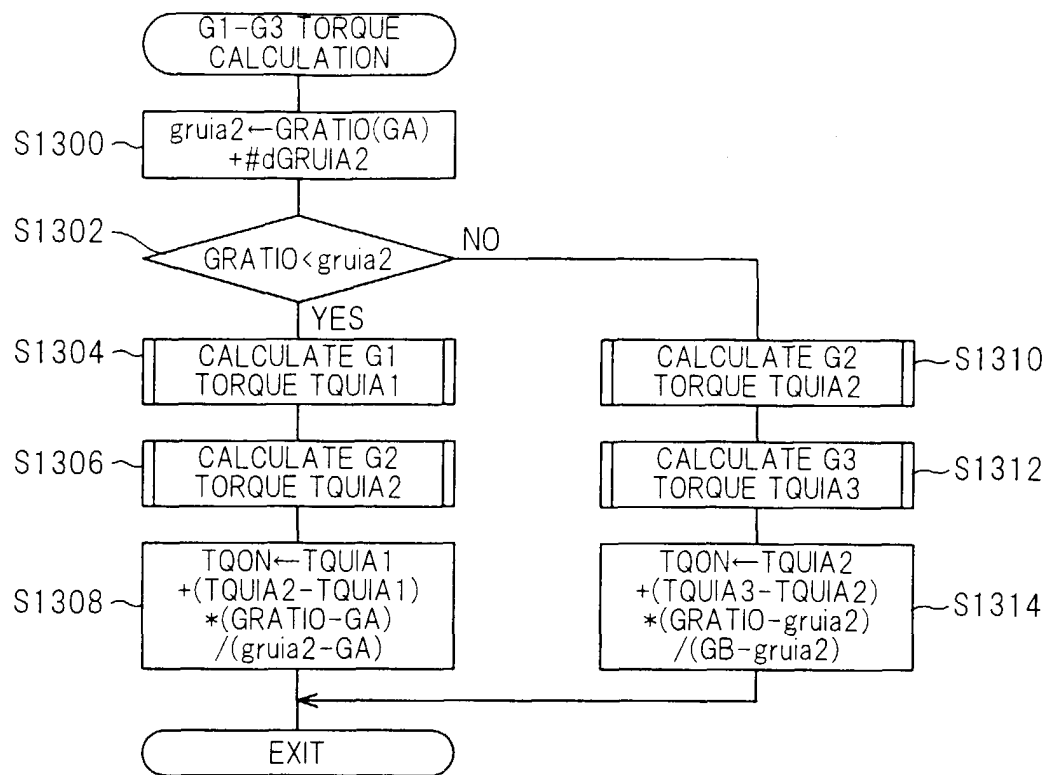 G1-G3 TORQUE
CALCULATION
S1300
gruia2←GRATIO(GA)
+#dGRUIA2
S1302
GRATIO<gruia2
NO
YES
S1304
CALCULATE G1
TORQUE TQUIA1
CALCULATE G2
TORQUE TQUIA2
S1310
S1306
CALCULATE G2
TORQUE TQUIA2
CALCULATE G3
TORQUE TQUIA3
S1312
S1308
TQON←TQUIA1
+(TQUIA2-TQUIA1)
*(GRATIO-GA)
/(gruia2-GA)
TQON←TQUIA2
+(TQUIA3-TQUIA2)
*(GRATIO-gruia2)
/(GB-gruia2)
S1314
EXIT